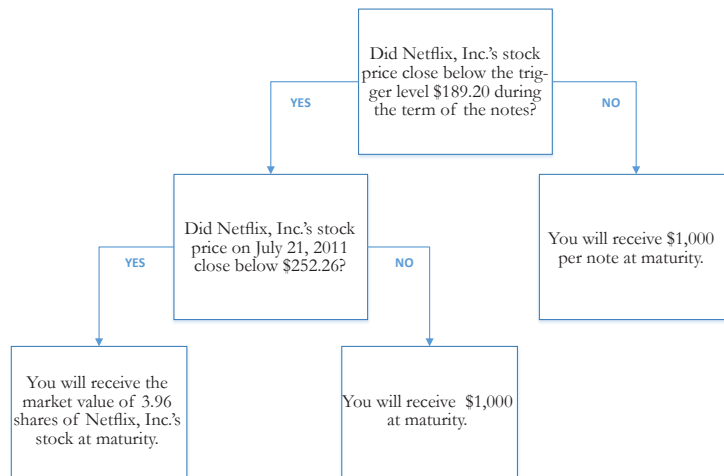 Did Netflix, Inc.'s stock
price close below the trig-
ger level $189.20 during
the term of the notes?
YES
NO
Did Netflix, Inc.'s stock
price on July 21, 2011
close below $252.26?
You will receive $1,000
per note at maturity.
YES
NO
You will receive the
market value of 3.96
shares of Netflix, Inc.'s
stock at maturity.
You will receive $1,000
at maturity.